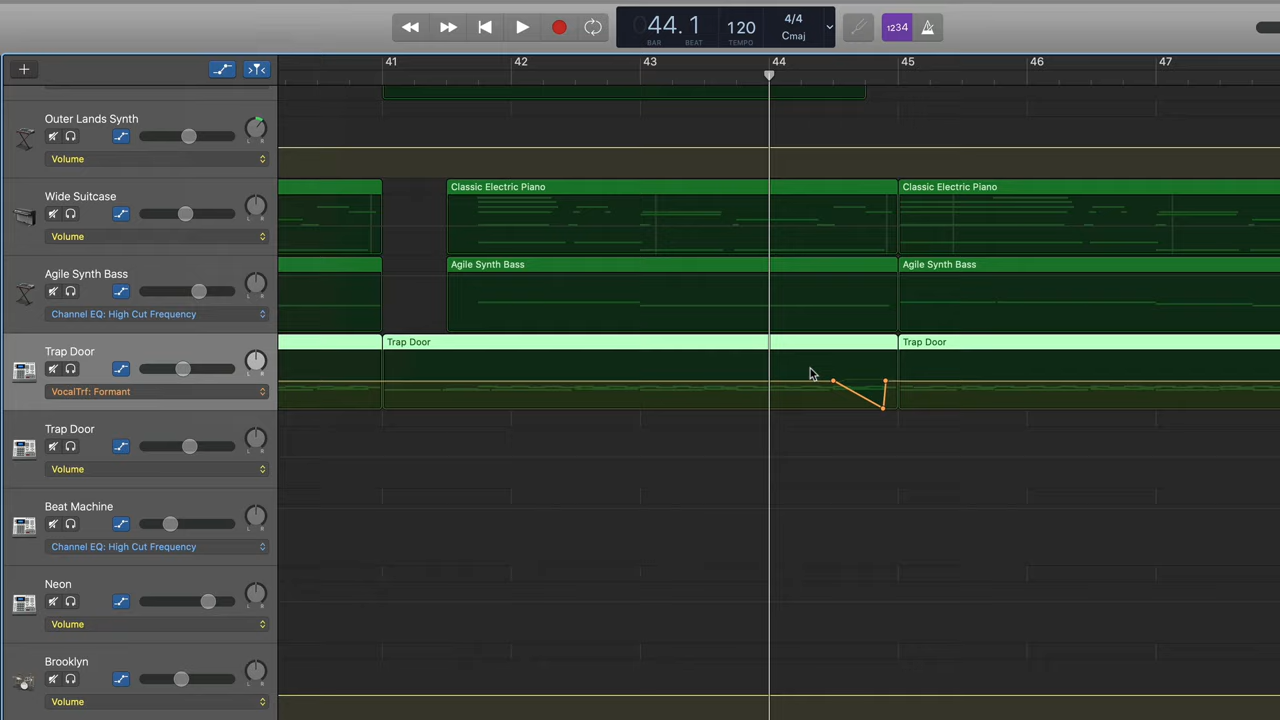 44.1
BAR
BEAT
120
TEMPO
4/4
Cmaj
1234
41
42
43
44
45
46
47
Outer Lands Synth
L R
Volume
Wide Suitcase
L R
Volume
Classic Electric Piano
Classic Electric Piano
Agile Synth Bass
L R
Channel EQ: High Cut Frequency
Agile Synth Bass
Agile Synth Bass
Trap Door
L R
VocalTrf: Formant
Trap Door
Trap Door
Trap Door
L R
Volume
Beat Machine
L R
Channel EQ: High Cut Frequency
Neon
L R
Volume
Brooklyn
L R
Volume